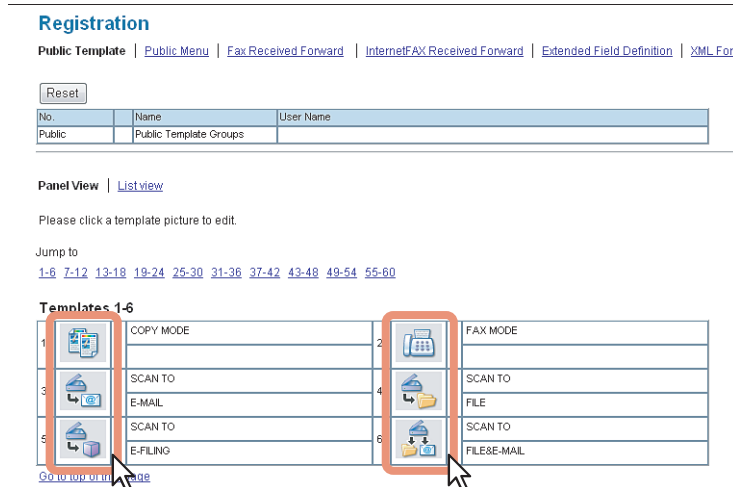 Registration
Public Template | Public Menu | Fax Received Forward | InternetFAX Received Forward | Extended Field Definition | XML For
Reset
No. Name User Name
Public Public Template Groups
Panel View | List view
Please click a template picture to edit.
Jump to
1-6 7-12 13-18 19-24 25-30 31-36 37-42 43-48 49-54 55-60
Templates 1-6
1 COPY MODE 2 FAX MODE
3 SCAN TO 4 SCAN TO
E-MAIL FILE
5 SCAN TO 6 SCAN TO
E-FILING FILE&E-MAIL
Go to top of this page